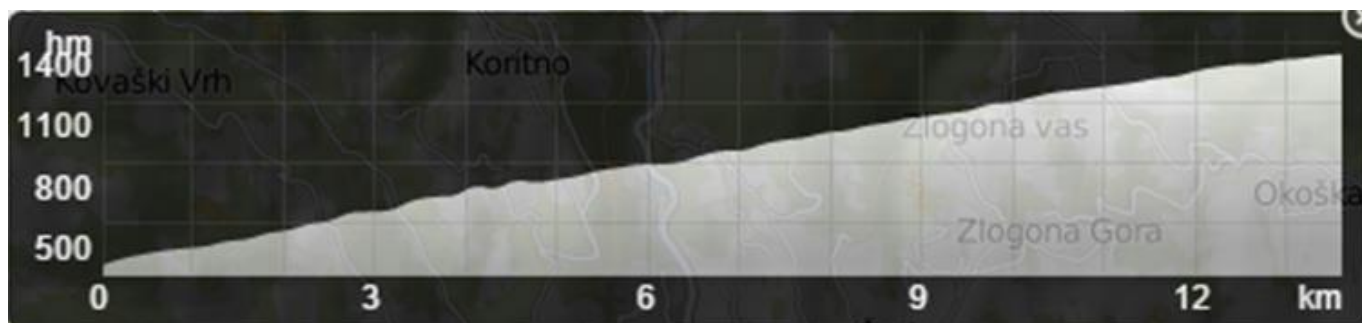 hm
1400
Kovaški Vrh
Koritno
1100
Zlogona vas
800
Okoška
Zlogona Gora
500
0 3 6 9 12 km